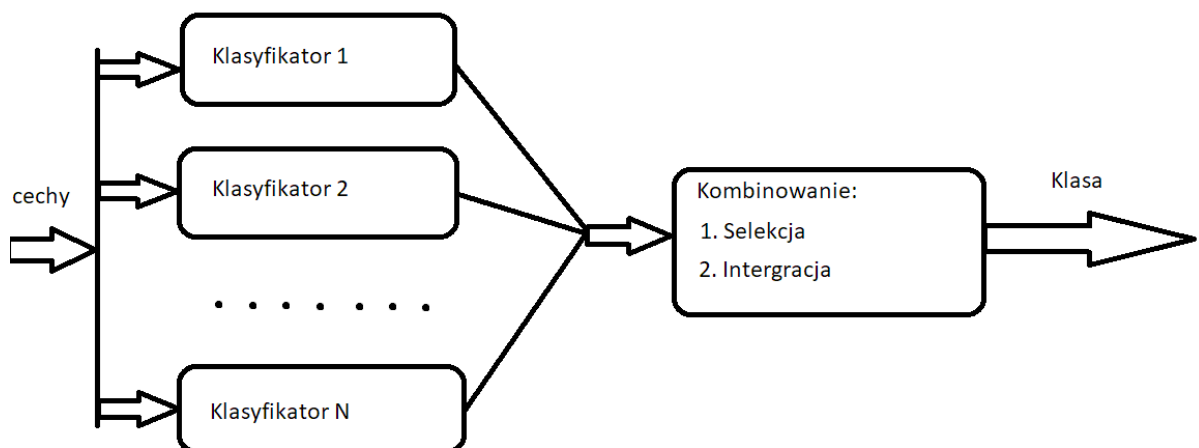 Klasyfikator 1
Klasyfikator 2
cechy
Klasyfikator N
Kombinowanie:
1. Selekcja
2. Intergracja
Klasa